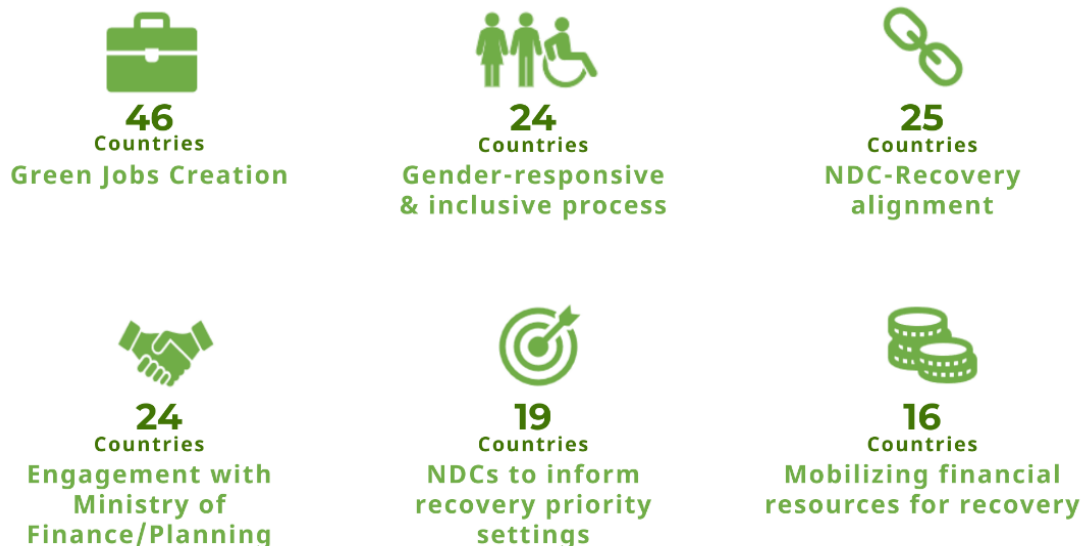 46
Countries
Green Jobs Creation
24
Countries
Gender-responsive
& inclusive process
25
Countries
NDC-Recovery
alignment
24
Countries
Engagement with
Ministry of
Finance/Planning
19
Countries
NDCs to inform
recovery priority
settings
16
Countries
Mobilizing financial
resources for recovery